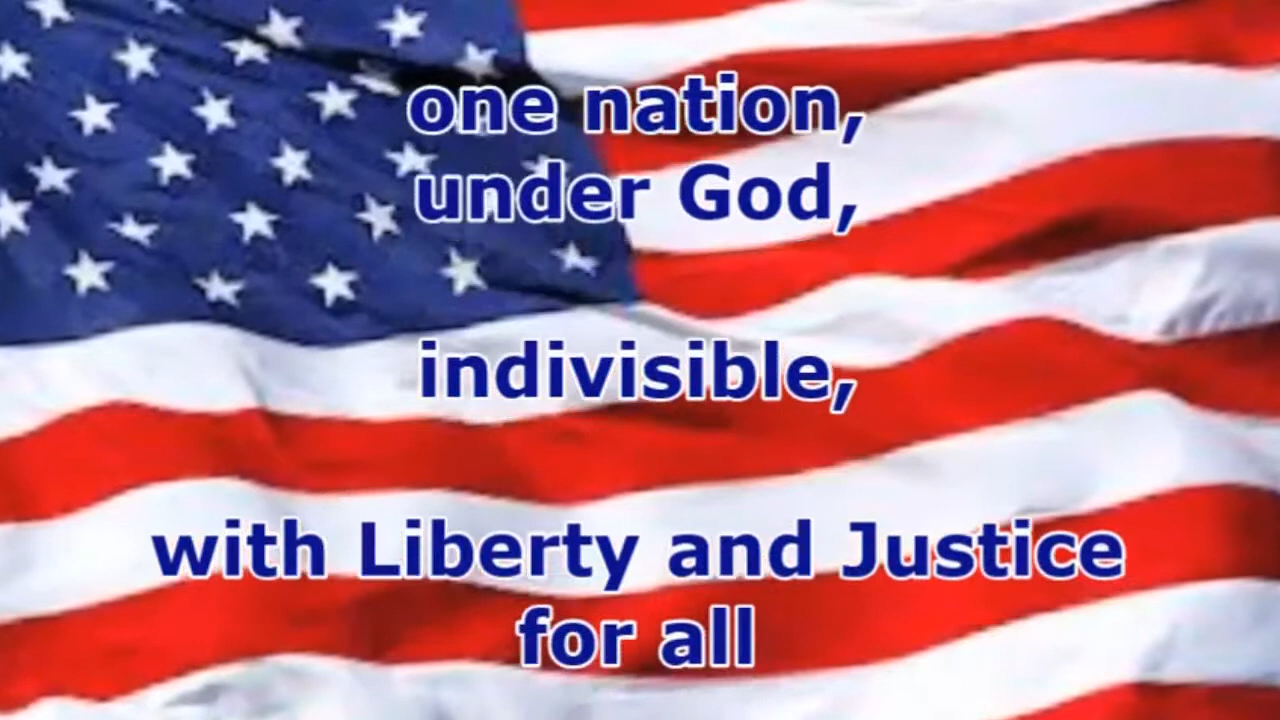 one nation,
under God,
indivisible,
with Liberty and Justice
for all